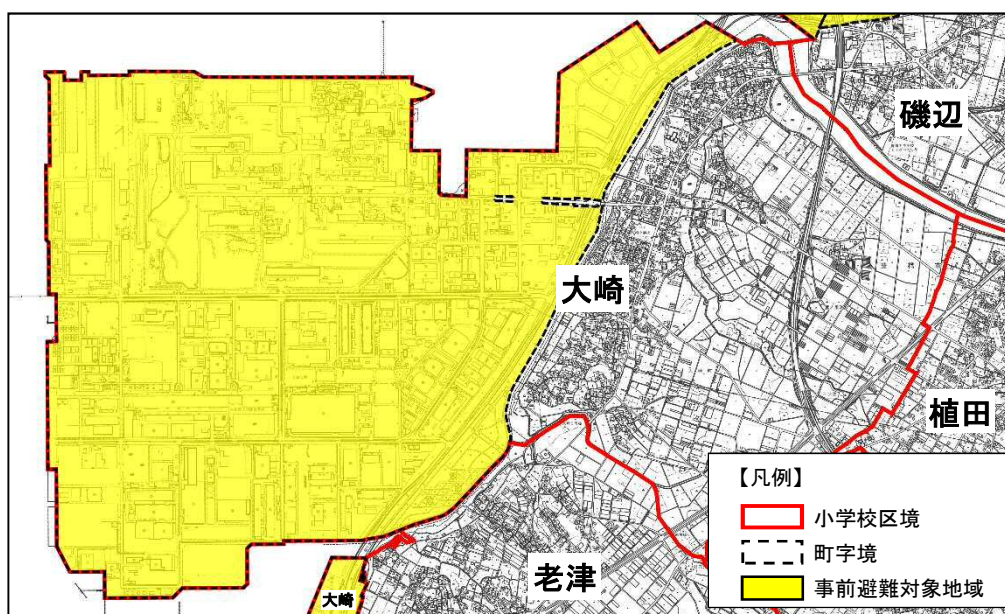 磯辺
大崎
植田
老津
大崎
【凡例】
小学校区境
町字境
事前避難対象地域